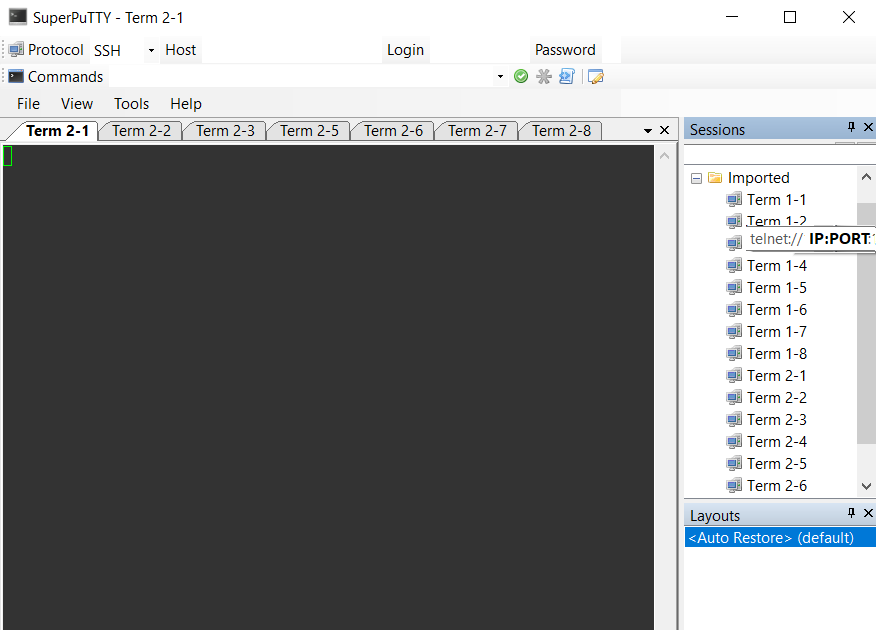 SuperPuTTY - Term 2-1
Protocol SSH Host Login Password
Commands
File View Tools Help
Term 2-1 Term 2-2 Term 2-3 Term 2-5 Term 2-6 Term 2-7 Term 2-8
Sessions
Imported
Term 1-1
Term 1-2
telnet:// IP:PORT:
Term 1-4
Term 1-5
Term 1-6
Term 1-7
Term 1-8
Term 2-1
Term 2-2
Term 2-3
Term 2-4
Term 2-5
Term 2-6
Layouts
<Auto Restore> (default)